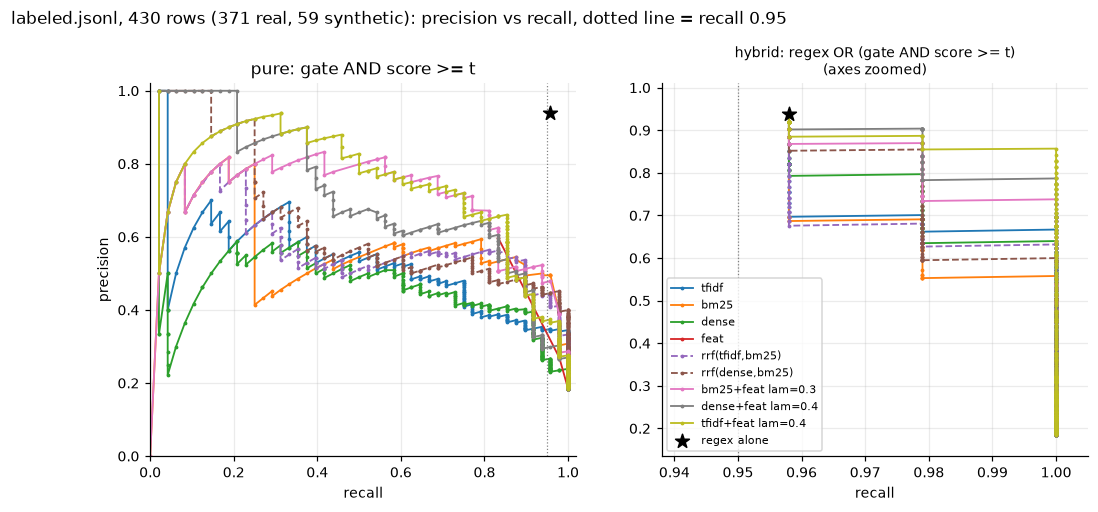 labeled.jsonl, 430 rows (371 real, 59 synthetic): precision vs recall, dotted line = recall 0.95
pure: gate AND score >= t
1.0
0.8
0.6
0.4
0.2
0.0
precision
0.0 0.2 0.4 0.6 0.8 1.0
recall
hybrid: regex OR (gate AND score >= t)
(axes zoomed)
1.0
0.9
0.8
0.7
0.6
0.5
0.4
0.3
0.2
tfidf
bm25
dense
feat
rrf(tfidf,bm25)
rrf(dense,bm25)
bm25+feat lam=0.3
dense+feat lam=0.4
tfidf+feat lam=0.4
regex alone
0.94 0.95 0.96 0.97 0.98 0.99 1.00
recall